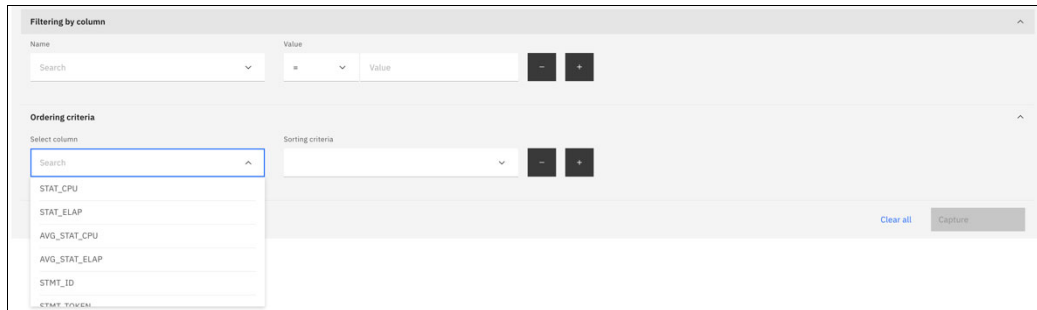 Filtering by column
Name Value
Search = Value - +
Ordering criteria
Select column Sorting criteria
Search - +
STAT_CPU
STAT_ELAP
Clear all Capture
AVG_STAT_CPU
AVG_STAT_ELAP
STMT_ID
STMT_TOKEN